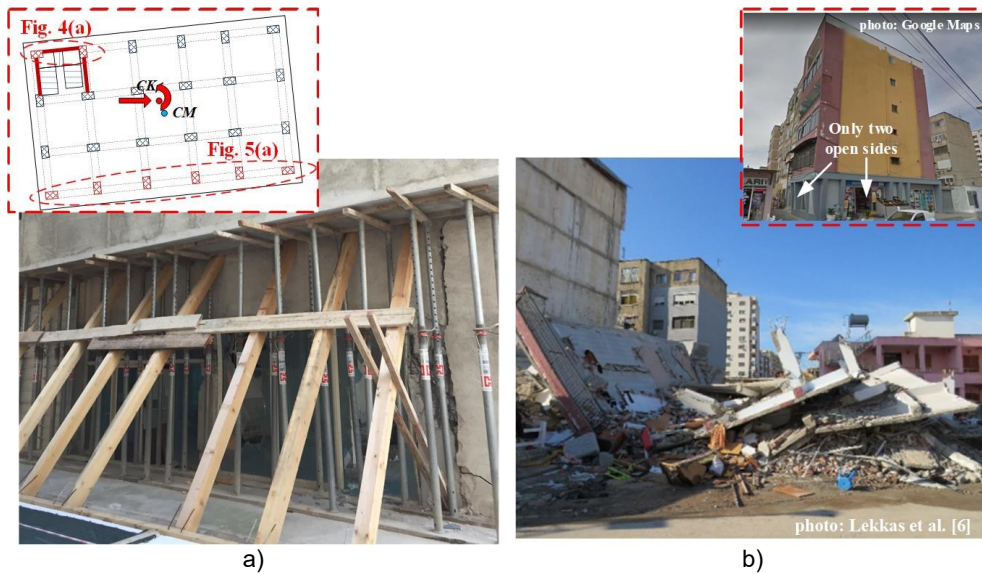 Fig. 4(a)
CK
CM
Fig. 5(a)
photo: Google Maps
Only two
open sides
photo: Lekkas et al. [6]
a)
b)